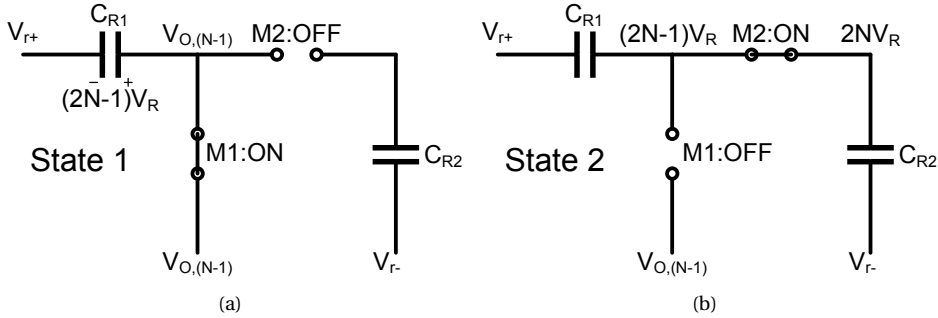 C_{R1}
V_{r+}
V_{O,(N-1)}
M2:OFF
− +
(2N-1)V_R
State 1
M1:ON
C_{R2}
V_{O,(N-1)}
V_{r-}
(a)
C_{R1}
V_{r+}
(2N-1)V_R
M2:ON
2NV_R
State 2
M1:OFF
C_{R2}
V_{O,(N-1)}
V_{r-}
(b)